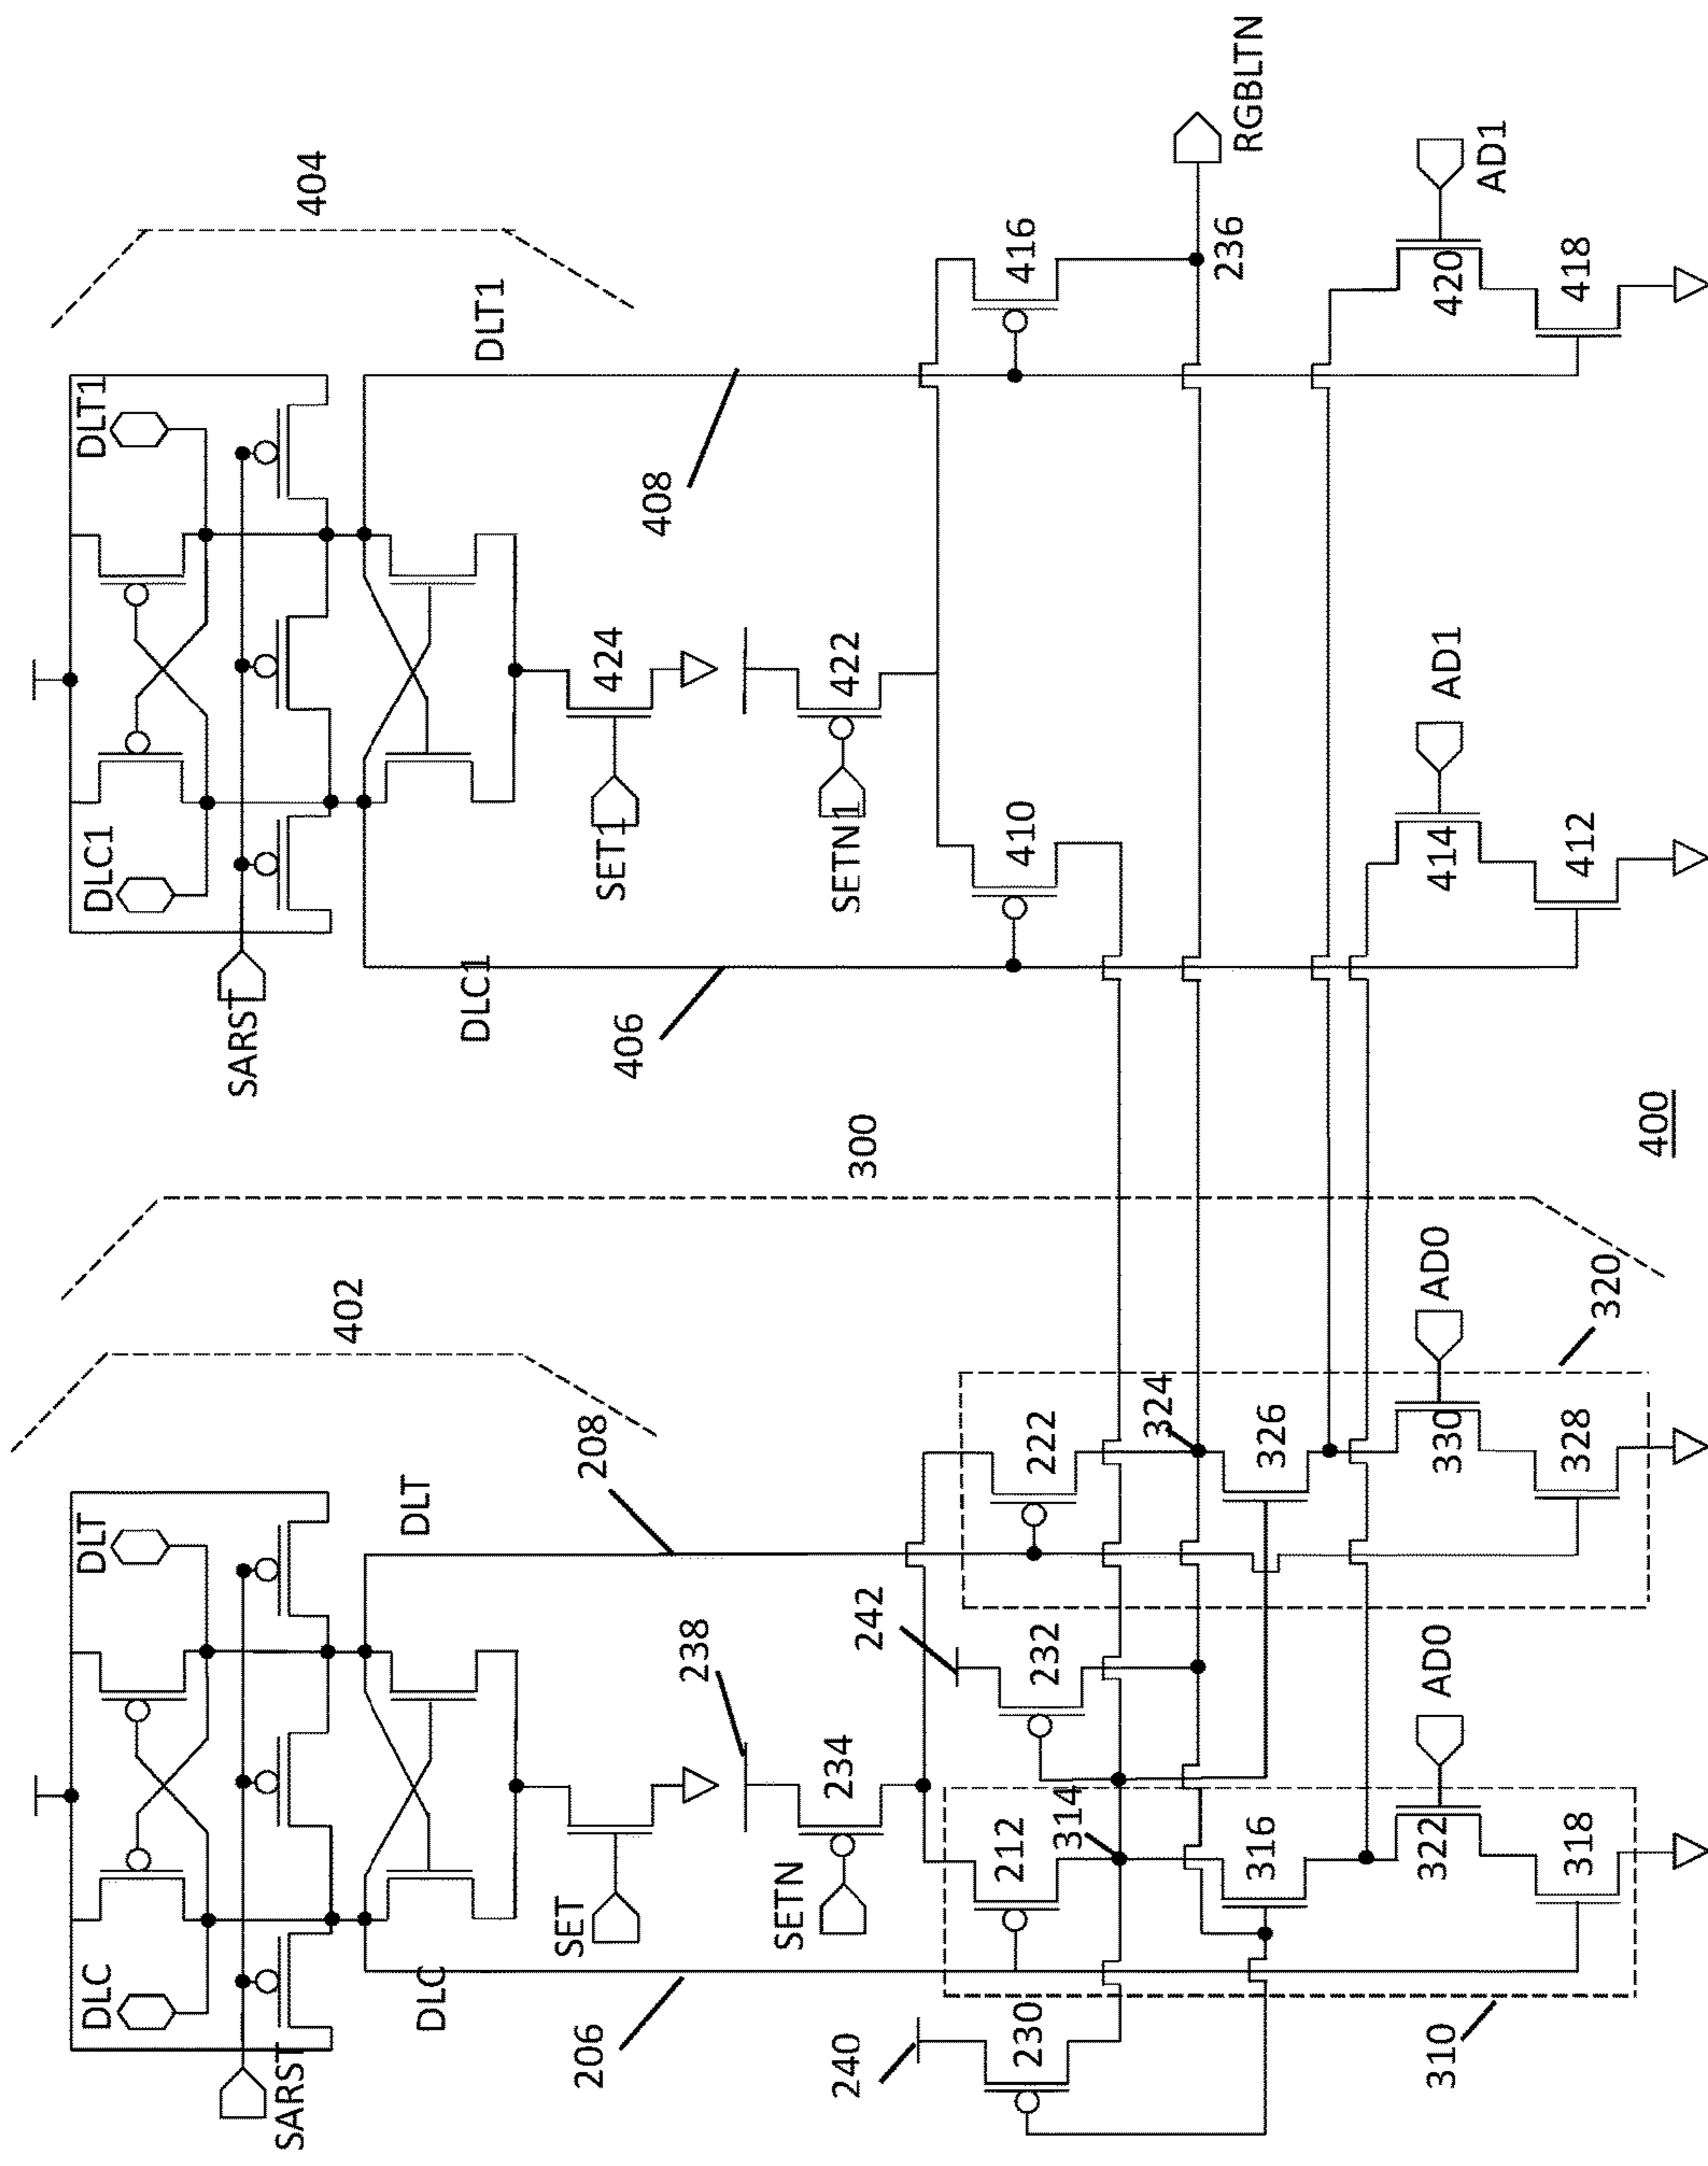 404
DLT1
DLC1
SARST
DLT1
408
DLC1
406
SET1
424
SETN1
422
410
416
RGBLTN
236
AD1
420
418
AD1
414
412
400
300
402
DLT
DLC
SARST
DLT
208
DLC
206
SET
SETN
234
238
242
240
230
232
212
222
314
324
316
326
AD0
330
328
320
AD0
322
318
310